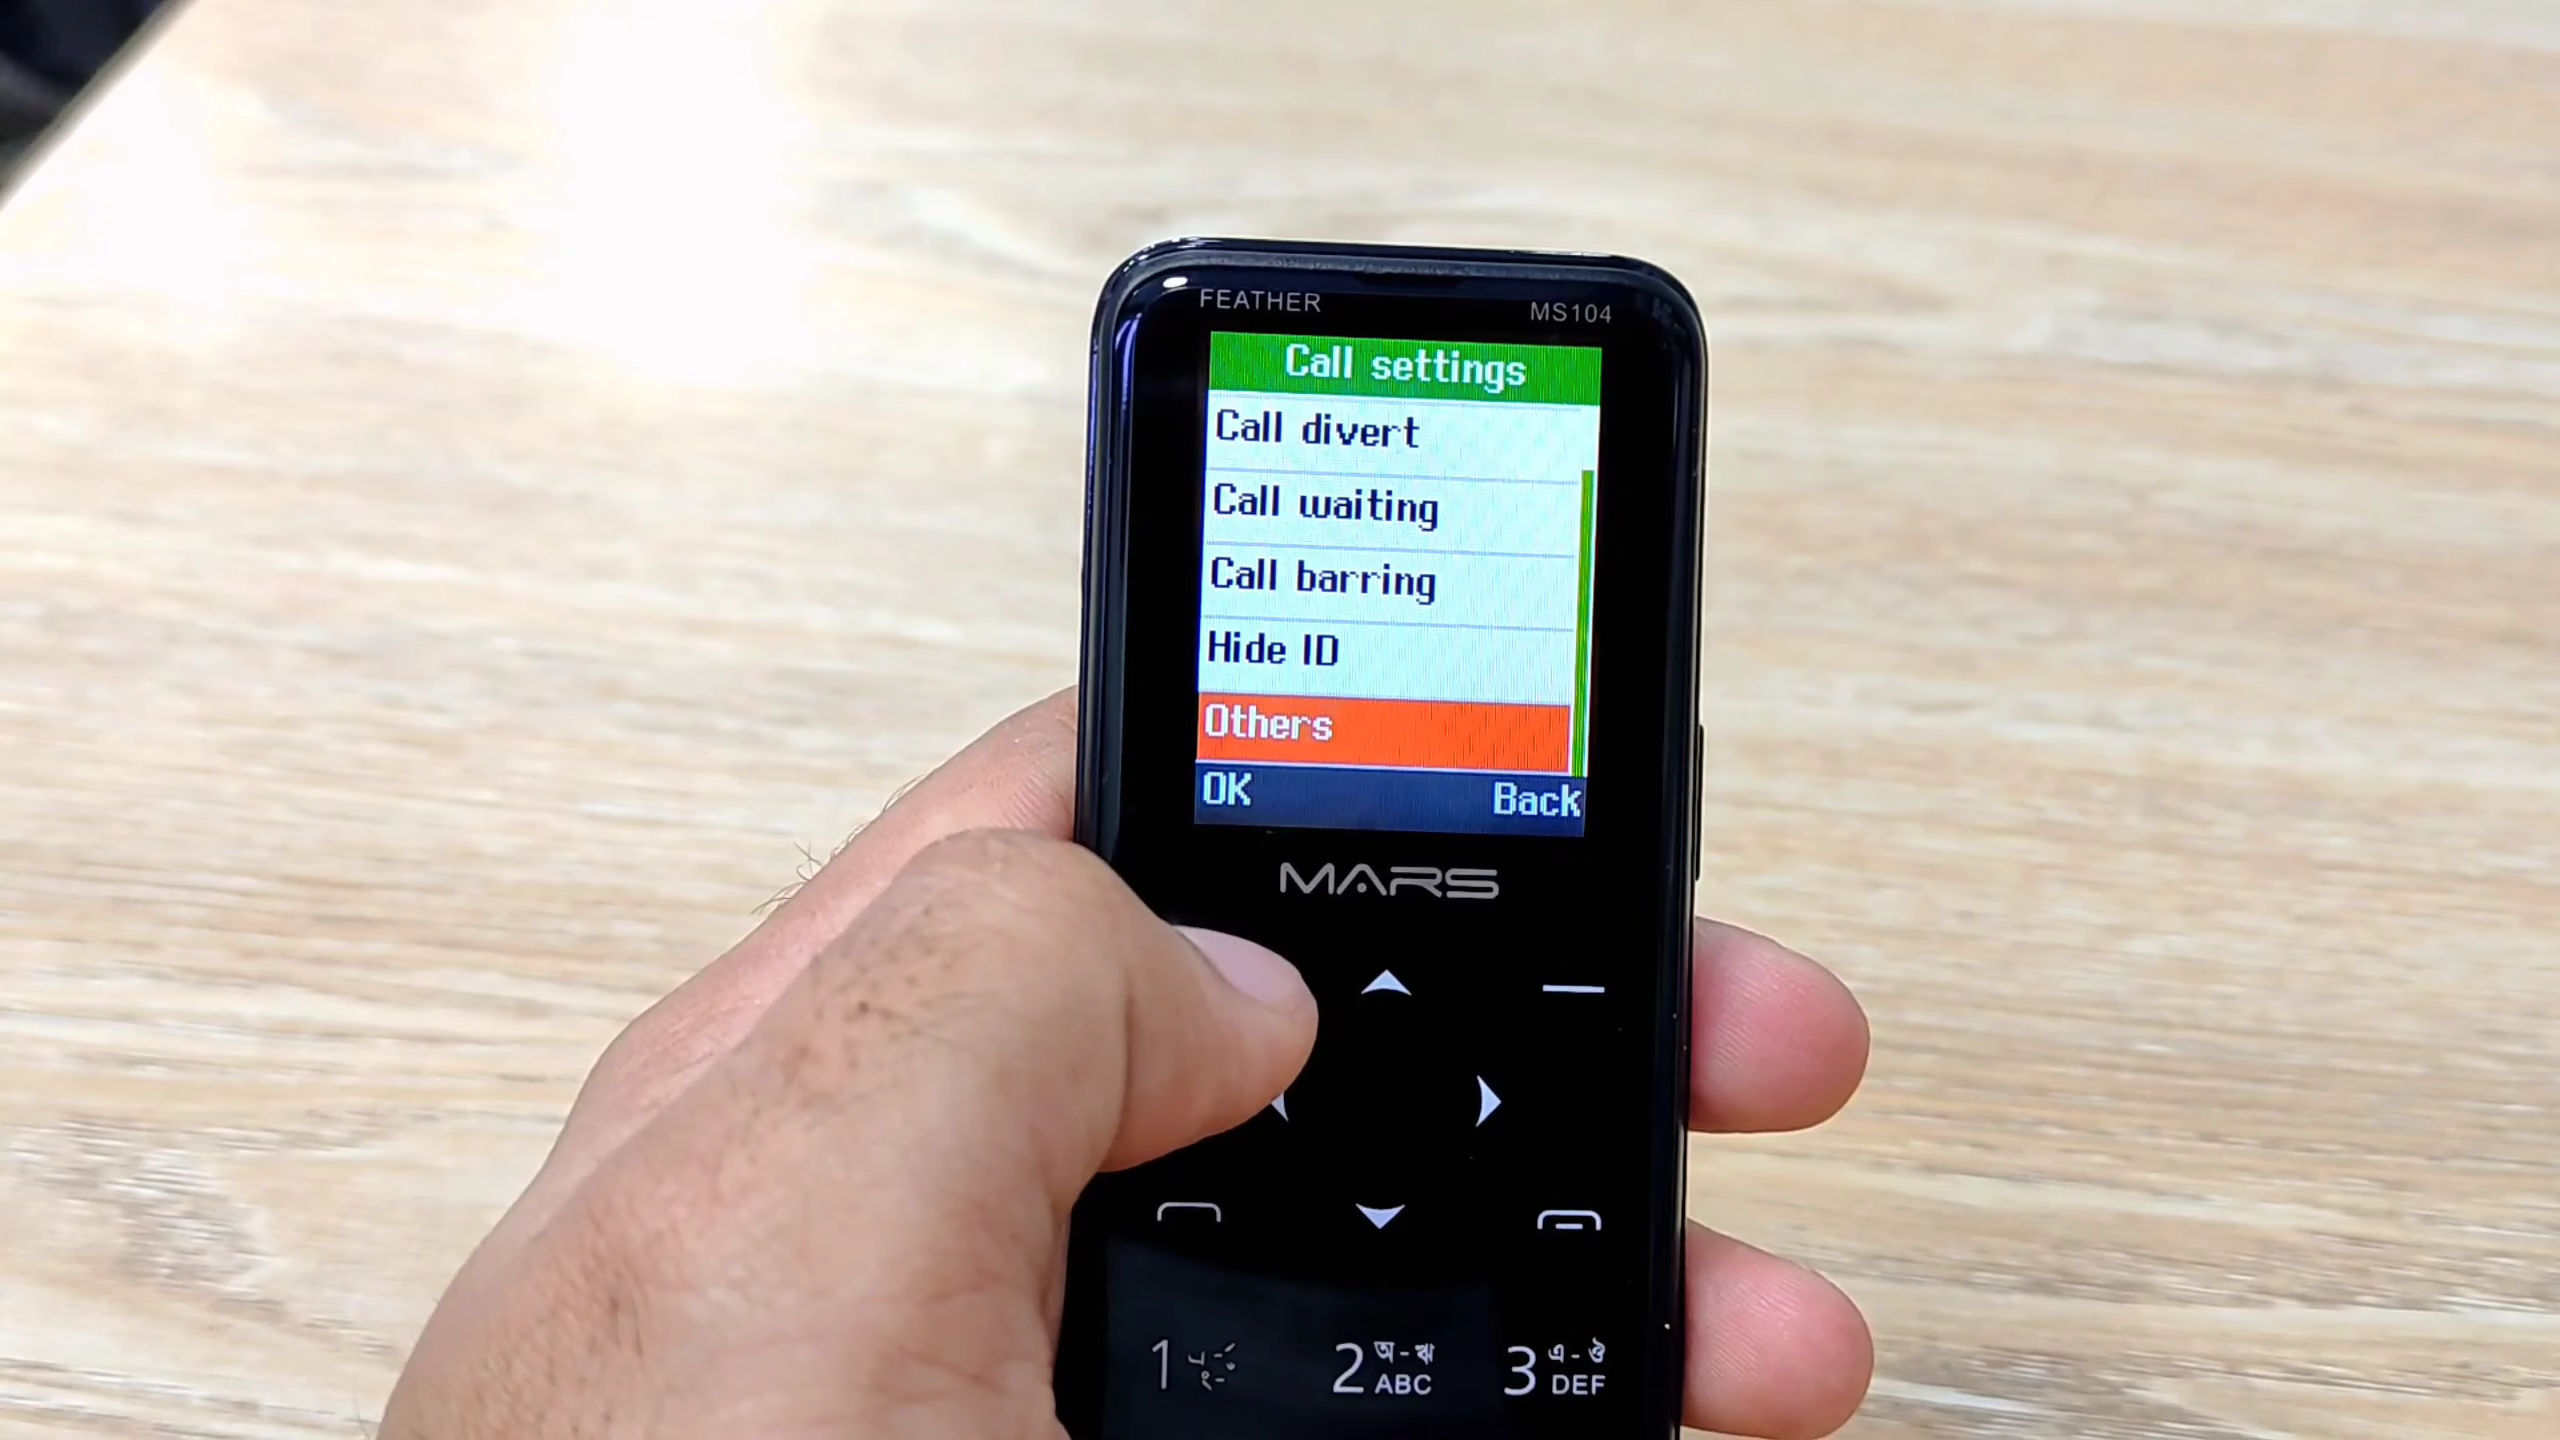 FEATHER MS104
Call settings
Call divert
Call waiting
Call barring
Hide ID
Others
OK Back
MARS
1 2 অ-ঝ 3
ABC DEF